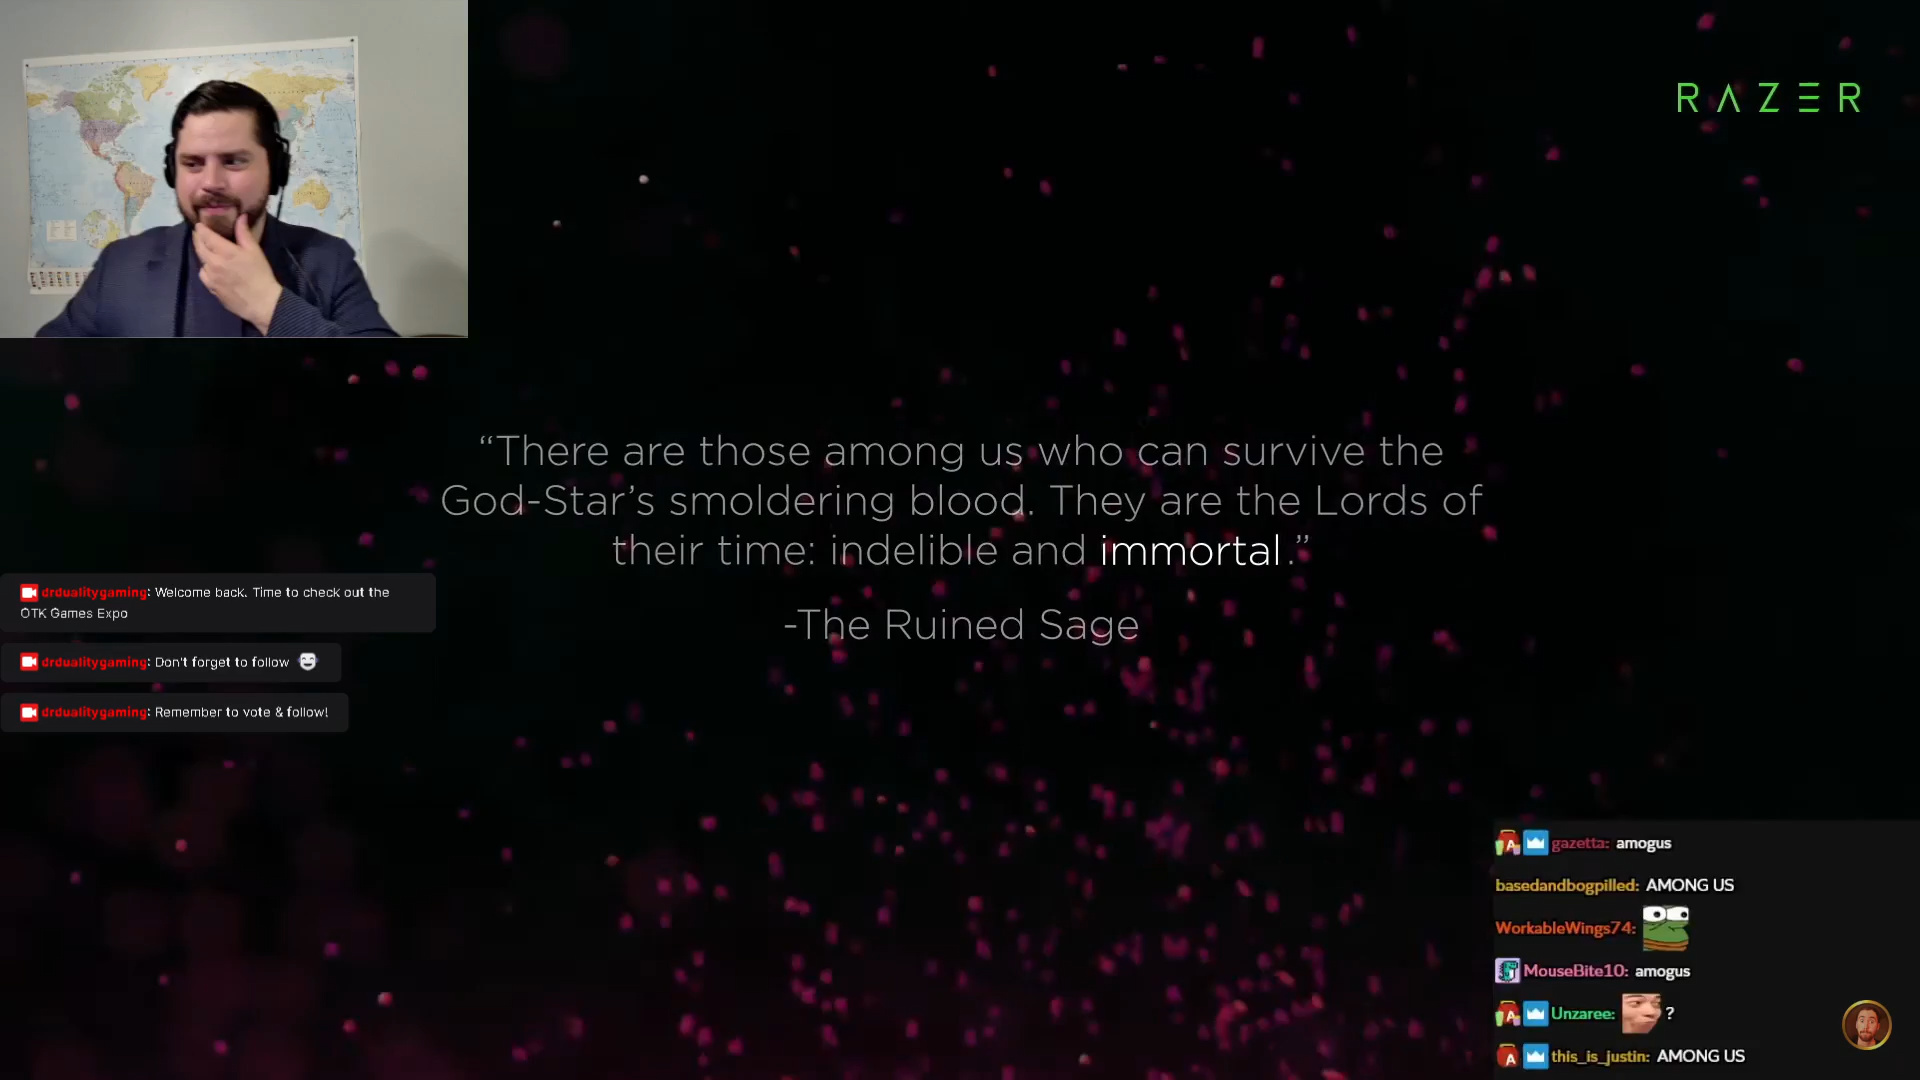 RAZER
“There are those among us who can survive the
God-Star’s smoldering blood. They are the Lords of
their time: indelible and immortal.”
-The Ruined Sage
drdualitygaming: Welcome back. Time to check out the
OTK Games Expo
drdualitygaming: Don't forget to follow
drdualitygaming: Remember to vote & follow!
gazetta: amogus
basedandbogpilled: AMONG US
WorkableWings74:
MouseBite10: amogus
Unzaree: ?
this_is_justin: AMONG US